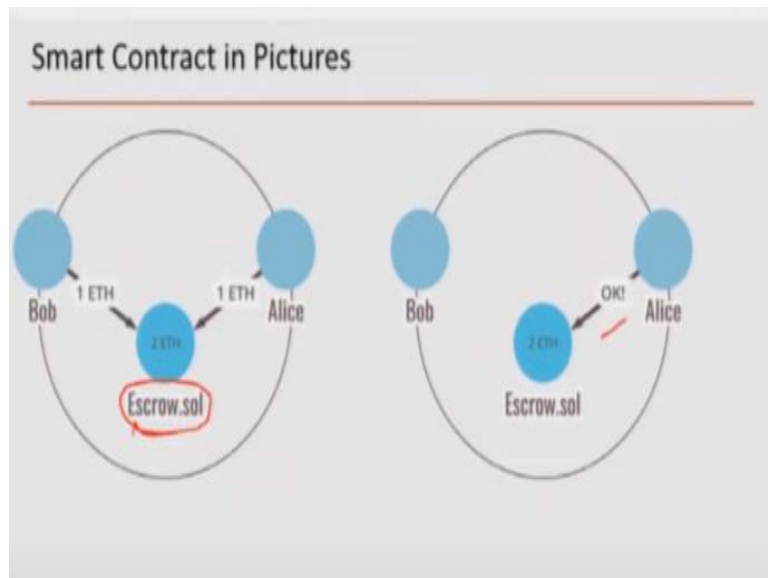 Smart Contract in Pictures
1 ETH
1 ETH
Bob
Alice
2 ETH
Escrow.sol
OK!
Bob
Alice
2 ETH
Escrow.sol